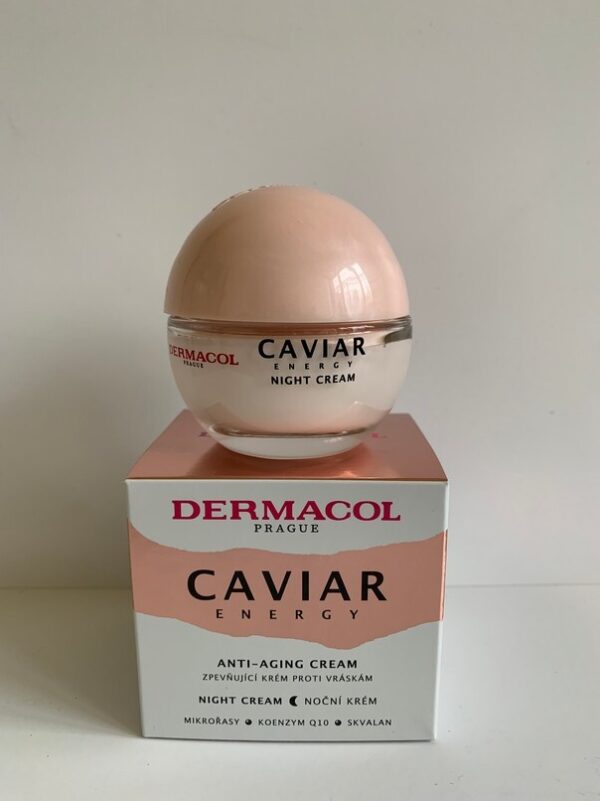 DERMACOL
PRAGUE
CAVIAR
ENERGY
NIGHT CREAM
DERMACOL
PRAGUE
CAVIAR
ENERGY
ANTI-AGING CREAM
ZPEVŇUJÍCÍ KRÉM PROTI VRÁSKÁM
NIGHT CREAM NOČNÍ KRÉM
MIKROŘASY ● KOENZYM Q10 ● SKVALAN